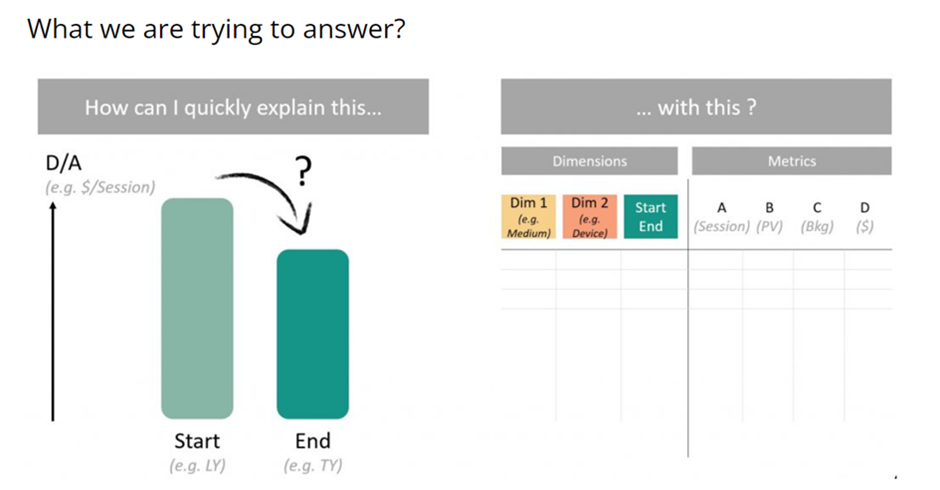 What we are trying to answer?
How can I quickly explain this...
D/A
(e.g. $/Session)
?
Start
(e.g. LY)
End
(e.g. TY)
... with this ?
Dimensions
Metrics
Dim 1
(e.g.
Medium)
Dim 2
(e.g.
Device)
Start
End
A
(Session)
B
(PV)
C
(Bkg)
D
($)